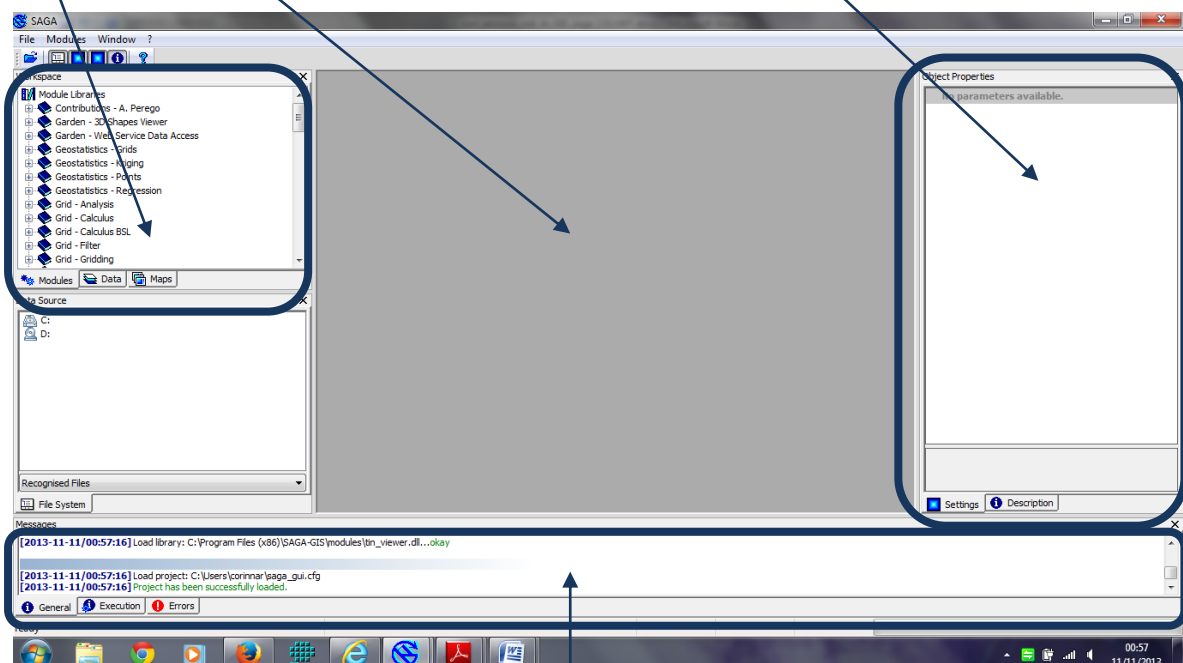 SAGA
File Modules Window ?
Workspace
Module Libraries
Contributions - A. Perego
Garden - 3D Shapes Viewer
Garden - Web Service Data Access
Geostatistics - Grids
Geostatistics - Kriging
Geostatistics - Points
Geostatistics - Regression
Grid - Analysis
Grid - Calculus
Grid - Calculus BSL
Grid - Filter
Grid - Gridding
Modules Data Maps
Data Source
C:
D:
Recognised Files
File System
Object Properties
no parameters available.
Settings Description
Messages
[2013-11-11/00:57:16] Load library: C:\Program Files (x86)\SAGA-GIS\modules\tin_viewer.dll...okay
[2013-11-11/00:57:16] Load project: C:\Users\corinnar\saga_gui.cfg
[2013-11-11/00:57:16] Project has been successfully loaded.
General Execution Errors
ready
00:57
11/11/2013